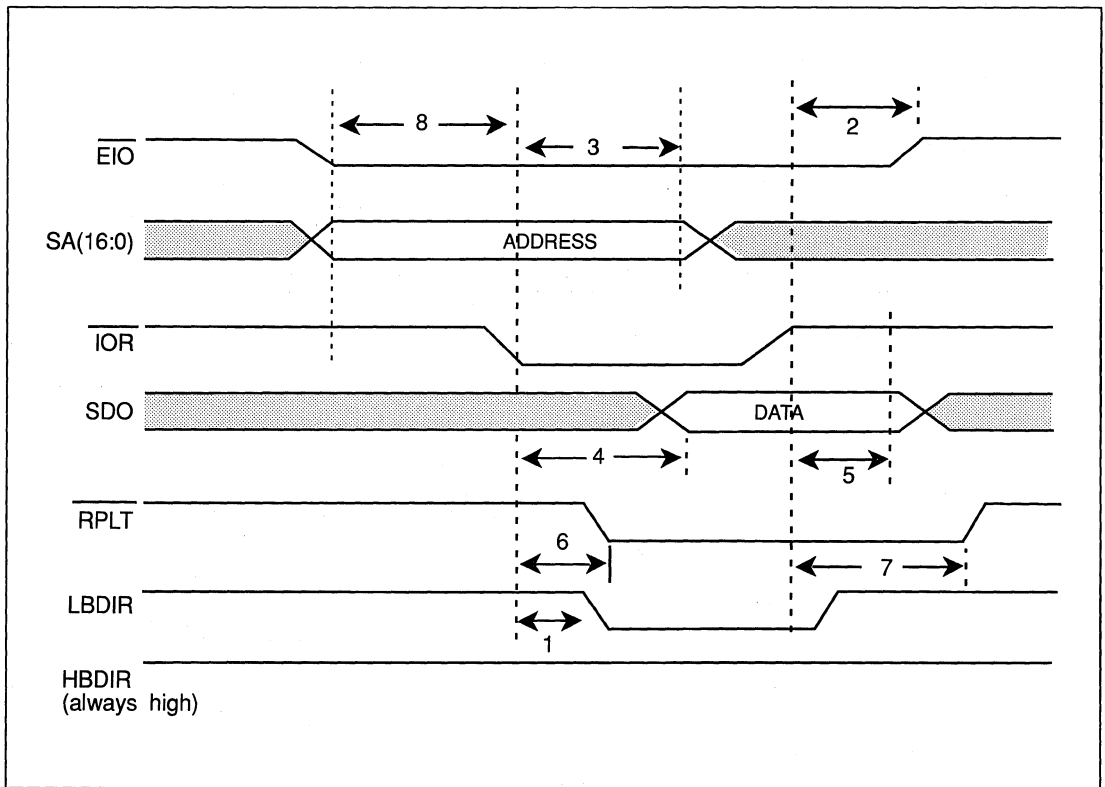 8
3
2
EIO
SA(16:0)
ADDRESS
IOR
SDO
DATA
4
5
RPLT
6
7
LBDIR
1
HBDIR
(always high)